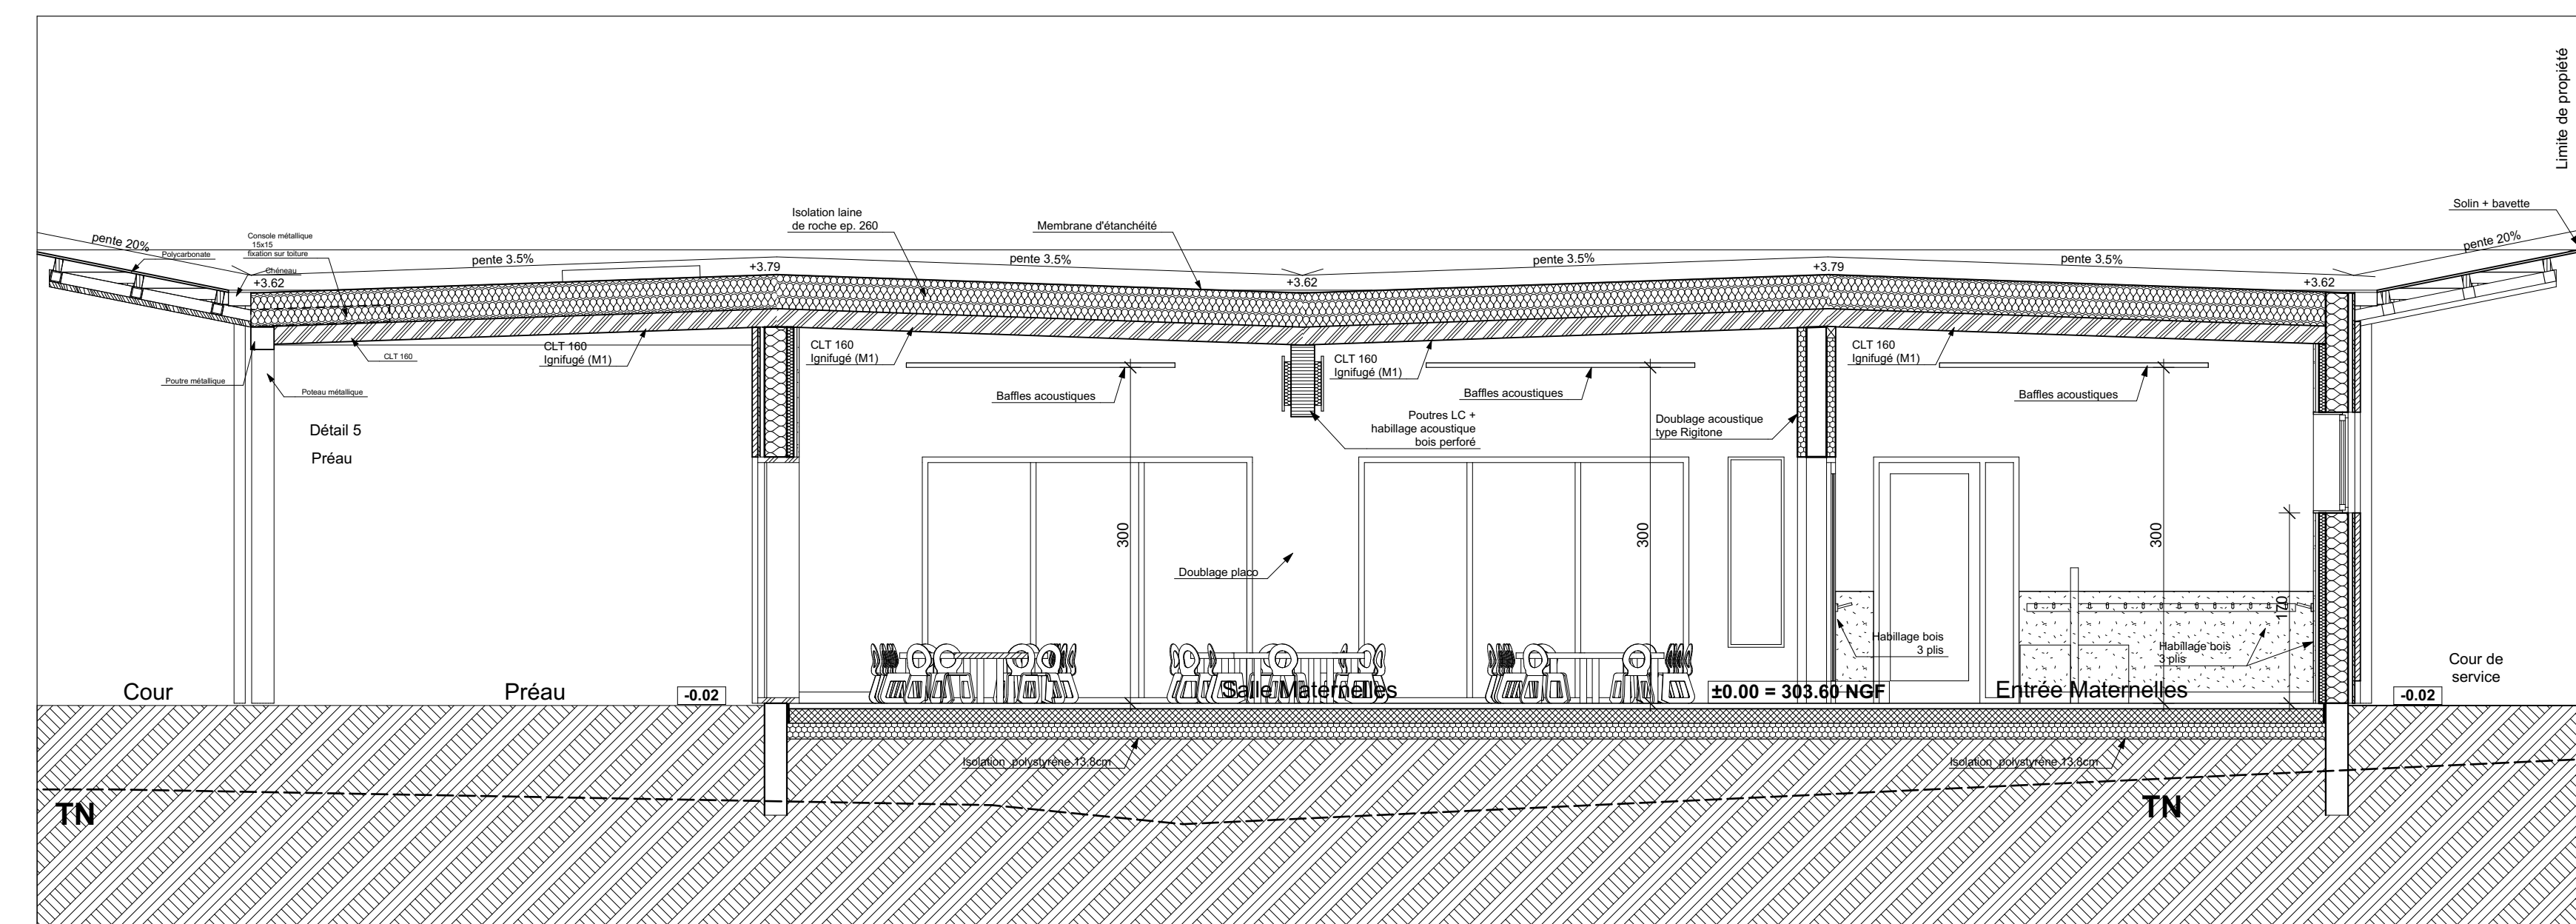 Limite de propiété
Solin + bavette
pente 20%
pente 20%
Polycarbonate
Console métallique
15x15
fixation sur toiture
Chéneau
+3.62
pente 3.5%
+3.79
Isolation laine
de roche ep. 260
Membrane d'étanchéité
pente 3.5%
+3.62
pente 3.5%
+3.79
pente 3.5%
+3.62
CLT 160
CLT 160
Ignifugé (M1)
CLT 160
Ignifugé (M1)
CLT 160
Ignifugé (M1)
CLT 160
Ignifugé (M1)
Poutre métallique
Poteau métallique
Baffles acoustiques
Baffles acoustiques
Baffles acoustiques
Poutres LC +
habillage acoustique
bois perforé
Doublage acoustique
type Rigitone
Détail 5
Préau
300
300
300
170
Doublage placo
Habillage bois
3 plis
Habillage bois
3 plis
Cour
Préau
-0.02
Salle Maternelles
±0.00 = 303.60 NGF
Entrée Maternelles
-0.02
Cour de
service
Isolation polystyréne 13.8cm
Isolation polystyréne 13.8cm
TN
TN